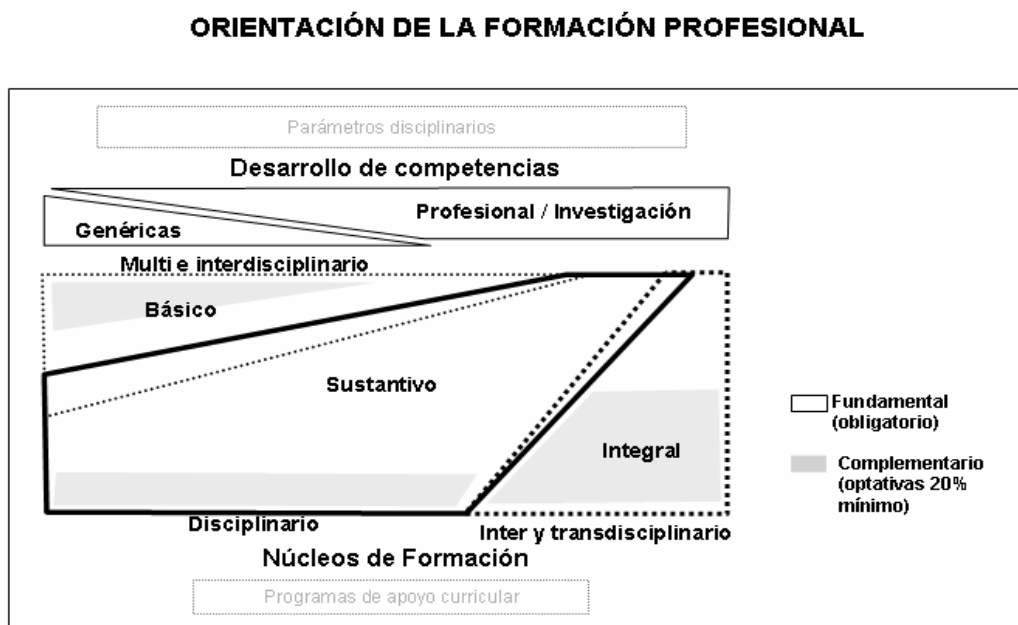 ORIENTACIÓN DE LA FORMACIÓN PROFESIONAL
Parámetros disciplinarios
Desarrollo de competencias
Profesional / Investigación
Genéricas
Multi e interdisciplinario
Básico
Sustantivo
Fundamental
(obligatorio)
Integral
Complementario
(optativas 20%
mínimo)
Disciplinario
Inter y transdisciplinario
Núcleos de Formación
Programas de apoyo curricular